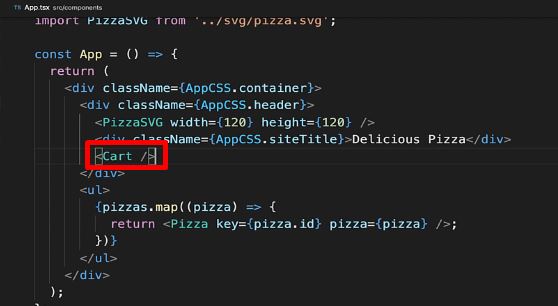 TS App.tsx src/components
import PizzaSVG from '../svg/pizza.svg';
const App = () => {
return (
<div className={AppCSS.container}>
<div className={AppCSS.header}>
<PizzaSVG width={120} height={120} />
<div className={AppCSS.siteTitle}>Delicious Pizza</div>
<Cart />
</div>
<ul>
{pizzas.map((pizza) => {
return <Pizza key={pizza.id} pizza={pizza} />;
})}
</ul>
</div>
);